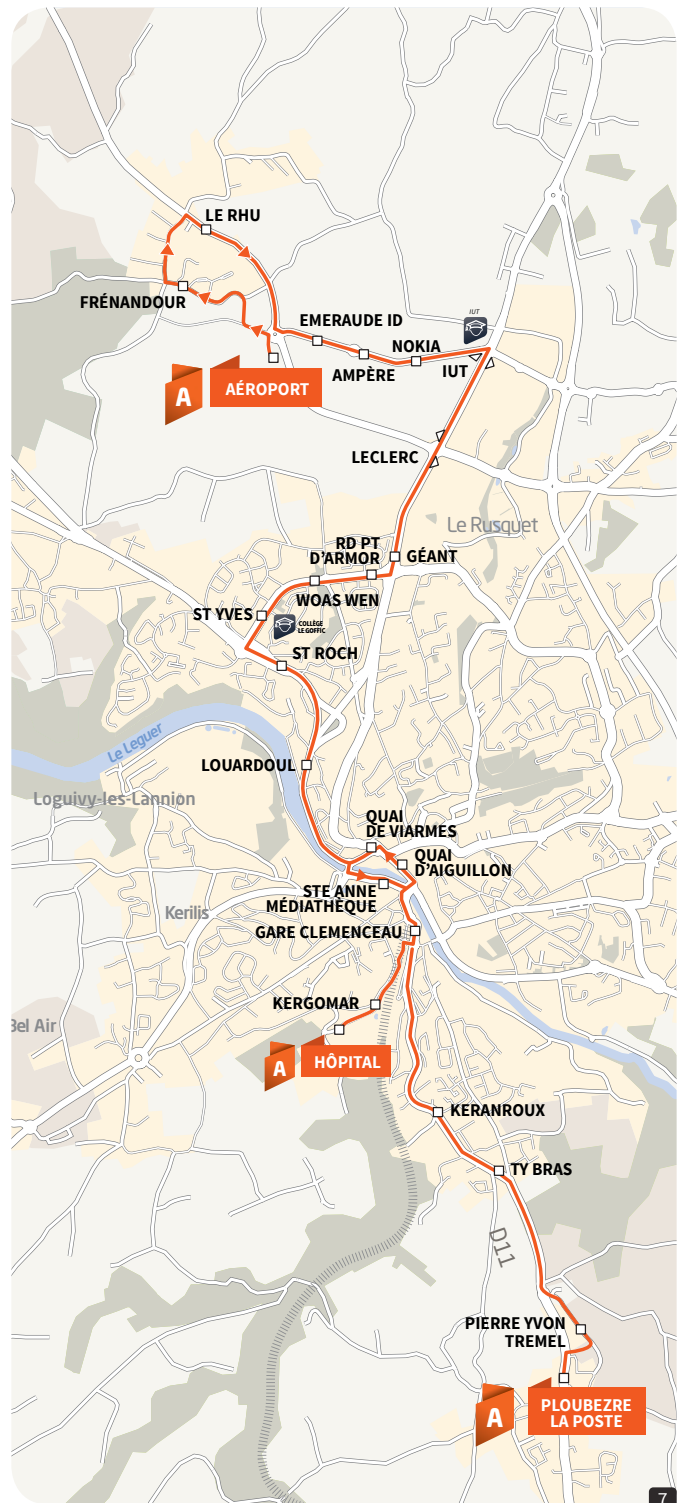 LE RHU
FRÉNANDOUR
IUT
EMERAUDE ID
NOKIA
AMPÈRE
IUT
A
AÉROPORT
LECLERC
Le Rusquet
RD PT
D'ARMOR
GÉANT
WOAS WEN
ST YVES
COLLÈGE
LE GOFFIC
ST ROCH
Le Leguer
LOUARDOUL
Loguivy-les-Lannion
QUAI
DE VIARMES
QUAI
D'AIGUILLON
STE ANNE
MÉDIATHÈQUE
Kerilis
GARE CLEMENCEAU
KERGOMAR
Bel Air
A
HÔPITAL
KERANROUX
TY BRAS
D11
PIERRE YVON
TREMEL
A
PLOUBEZRE
LA POSTE
7